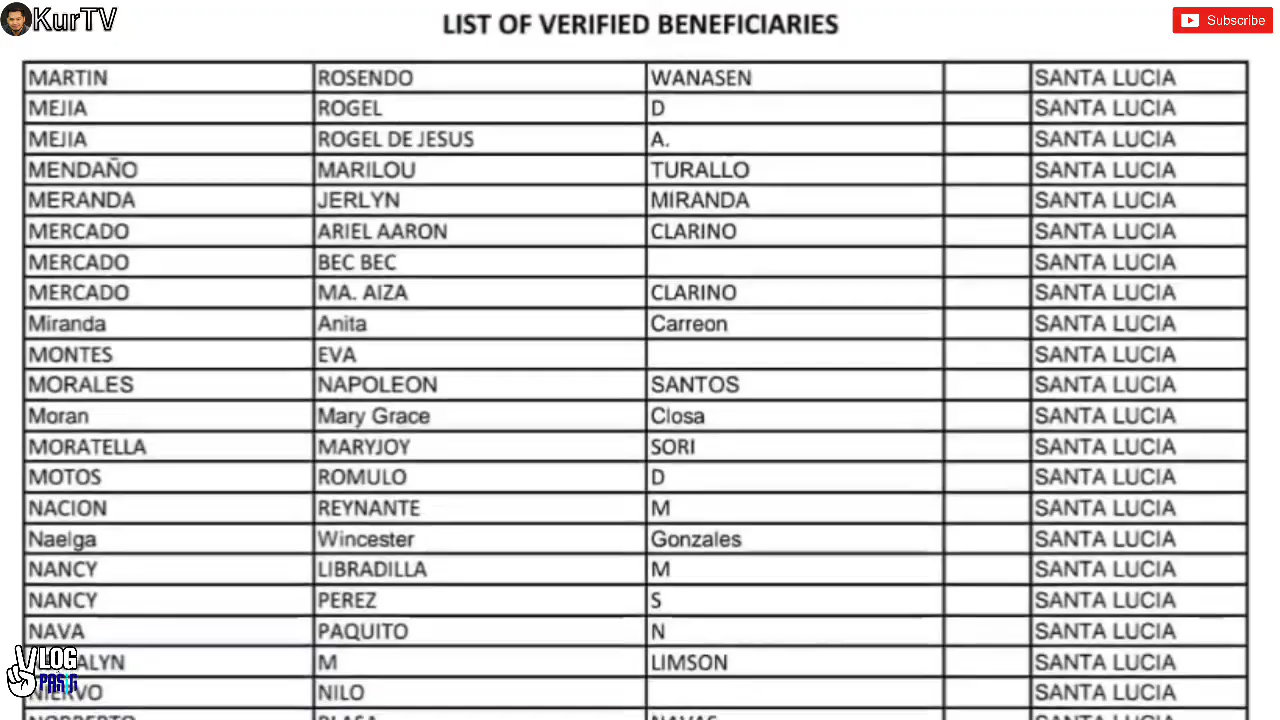 KurTV
LIST OF VERIFIED BENEFICIARIES
Subscribe
MARTIN ROSENDO WANASEN SANTA LUCIA
MEJIA ROGEL D SANTA LUCIA
MEJIA ROGEL DE JESUS A. SANTA LUCIA
MENDAÑO MARILOU TURALLO SANTA LUCIA
MERANDA JERLYN MIRANDA SANTA LUCIA
MERCADO ARIEL AARON CLARINO SANTA LUCIA
MERCADO BEC BEC SANTA LUCIA
MERCADO MA. AIZA CLARINO SANTA LUCIA
Miranda Anita Carreon SANTA LUCIA
MONTES EVA SANTA LUCIA
MORALES NAPOLEON SANTOS SANTA LUCIA
Moran Mary Grace Closa SANTA LUCIA
MORATELLA MARYJOY SORI SANTA LUCIA
MOTOS ROMULO D SANTA LUCIA
NACION REYNANTE M SANTA LUCIA
Naelga Wincester Gonzales SANTA LUCIA
NANCY LIBRADILLA M SANTA LUCIA
NANCY PEREZ S SANTA LUCIA
NAVA PAQUITO N SANTA LUCIA
M LIMSON SANTA LUCIA
NIERVO NILO SANTA LUCIA
VLOG
PASIG